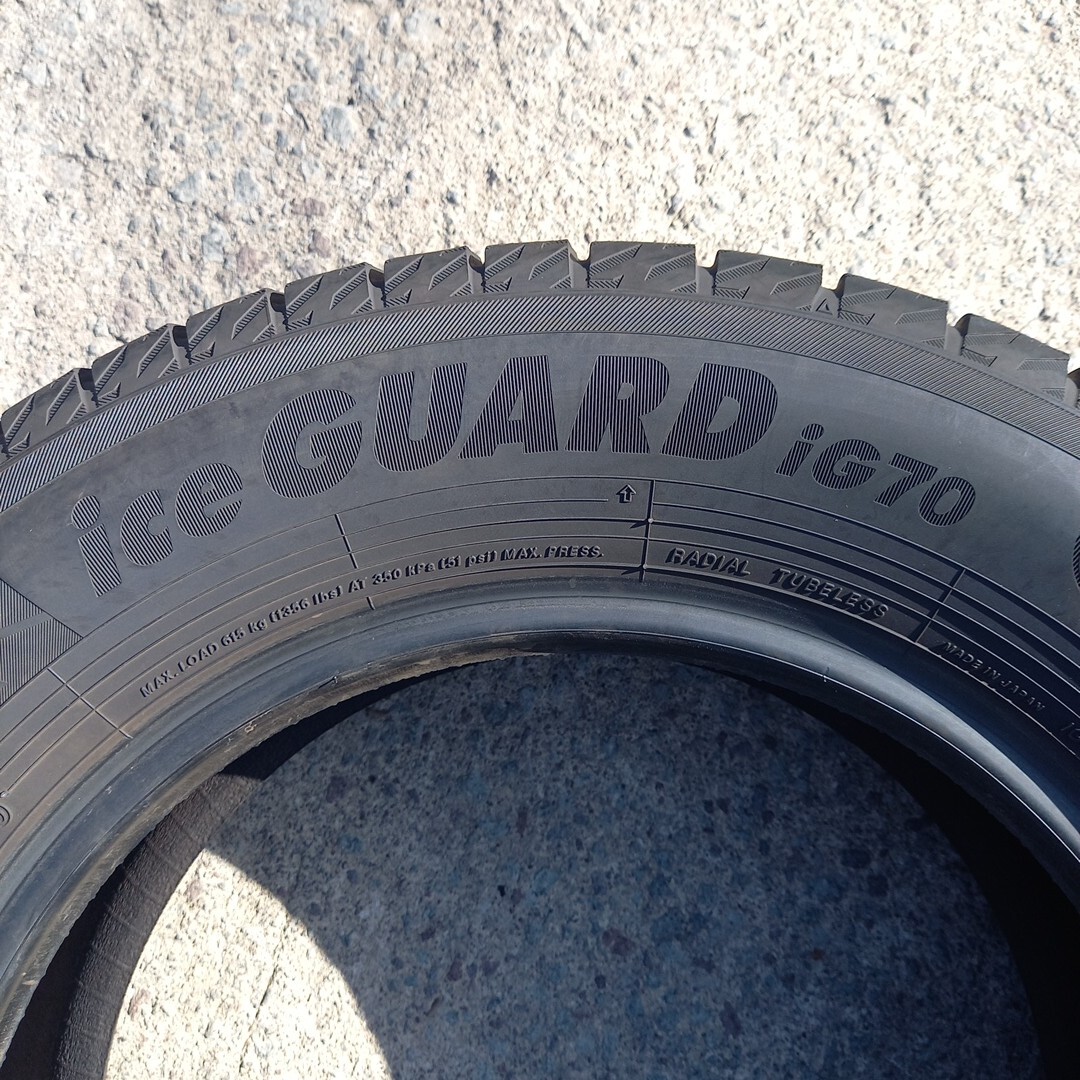 ice GUARD iG70
MAX. LOAD 615 kg (1356 lbs) AT 350 kPa (51 psi) MAX. PRESS.
RADIAL TUBELESS
MADE IN JAPAN